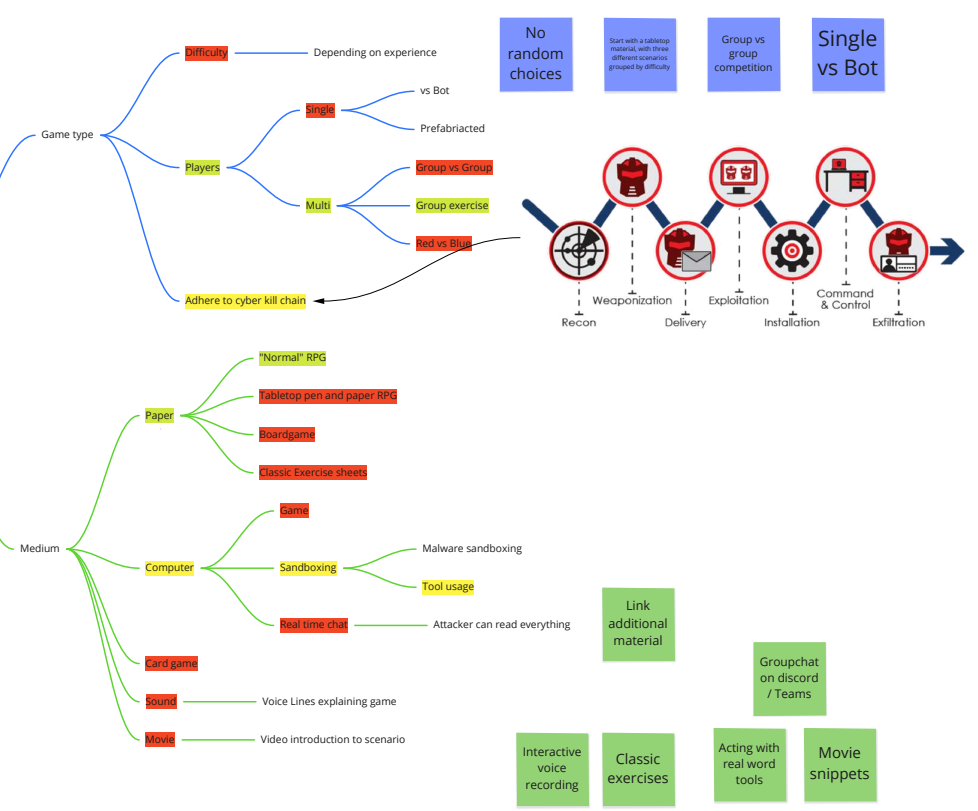 Difficulty
Depending on experience
Game type
Players
Single
vs Bot
Prefabriacted
Multi
Group vs Group
Group exercise
Red vs Blue
Adhere to cyber kill chain
No
random
choices
Start with a tabletop
material, with three
different scenarios
grouped by difficulty
Group vs
group
competition
Single
vs Bot
Recon
Weaponization
Delivery
Exploitation
Installation
Command
& Control
Exfiltration
Medium
Paper
"Normal" RPG
Tabletop pen and paper RPG
Boardgame
Classic Exercise sheets
Computer
Game
Sandboxing
Malware sandboxing
Tool usage
Real time chat
Attacker can read everything
Card game
Sound
Voice Lines explaining game
Movie
Video introduction to scenario
Link
additional
material
Groupchat
on discord
/ Teams
Interactive
voice
recording
Classic
exercises
Acting with
real word
tools
Movie
snippets